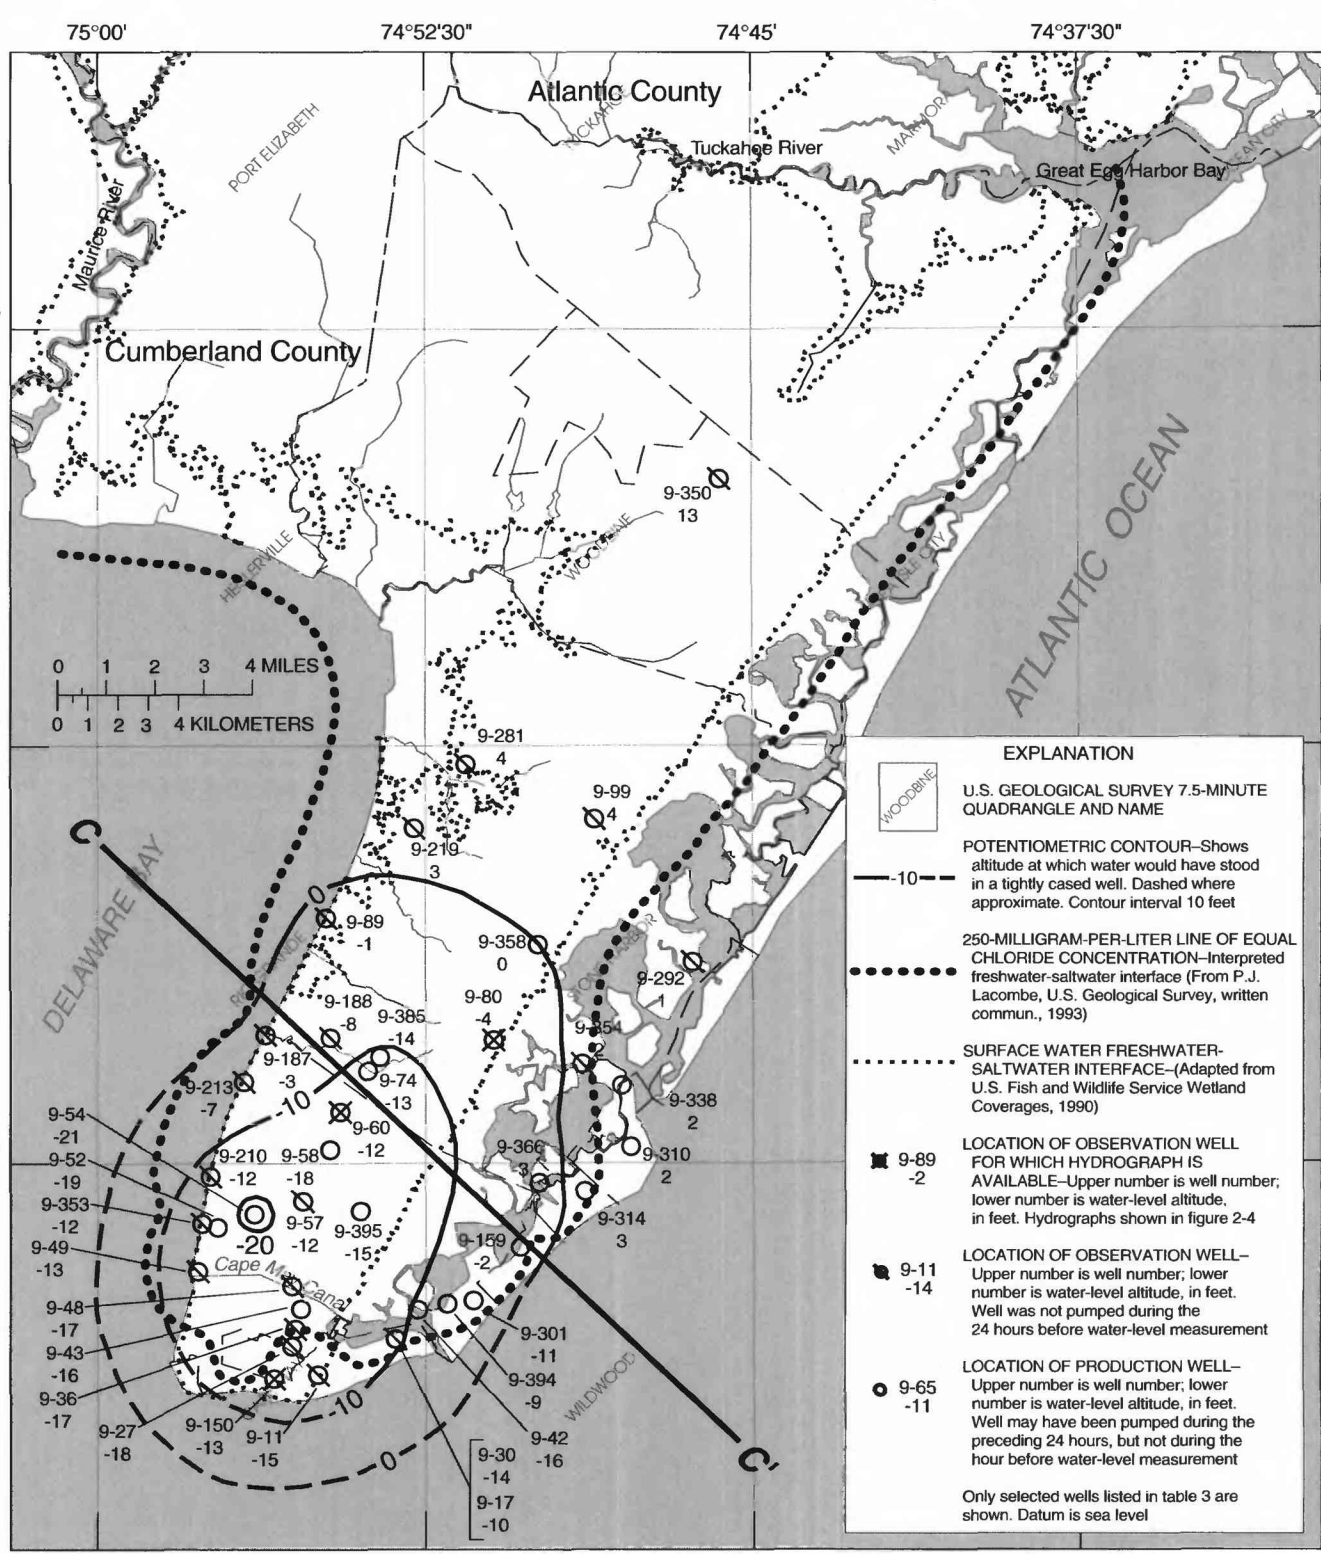 75°00'
74°52'30"
74°45'
74°37'30"
Atlantic County
PORT ELIZABETH
TUCKAHOE
MARMORA
OCEAN CITY
Tuckahoe River
Great Egg Harbor Bay
Maurice River
Cumberland County
9-350
13
HEISLERVILLE
WOODBINE
SEA ISLE CITY
ATLANTIC OCEAN
0 1 2 3 4 MILES
0 1 2 3 4 KILOMETERS
9-281
4
9-99
4
9-219
3
C
DELAWARE BAY
0
9-89
-1
9-358
0
STONE HARBOR
RIO GRANDE
9-292
1
9-188
-8
9-385
-14
9-80
-4
9-354
9-187
-3
9-74
-13
9-213
-7
-10
9-338
2
9-54
-21
9-60
-12
9-310
2
9-52
-19
9-210
-12
9-58
-18
9-366
3
9-353
-12
9-57
-12
9-395
-15
9-314
3
-20
9-159
-2
9-49
-13
Cape May Canal
9-48
-17
9-301
-11
9-43
-16
9-394
-9
9-36
-17
WILDWOOD
9-27
-18
9-150
-13
9-11
-15
-10
9-42
-16
0
9-30
-14
9-17
-10
C'
EXPLANATION
WOODBINE
U.S. GEOLOGICAL SURVEY 7.5-MINUTE
QUADRANGLE AND NAME
-10
POTENTIOMETRIC CONTOUR–Shows
altitude at which water would have stood
in a tightly cased well. Dashed where
approximate. Contour interval 10 feet
250-MILLIGRAM-PER-LITER LINE OF EQUAL
CHLORIDE CONCENTRATION–Interpreted
freshwater-saltwater interface (From P.J.
Lacombe, U.S. Geological Survey, written
commun., 1993)
SURFACE WATER FRESHWATER-
SALTWATER INTERFACE–(Adapted from
U.S. Fish and Wildlife Service Wetland
Coverages, 1990)
9-89
-2
LOCATION OF OBSERVATION WELL
FOR WHICH HYDROGRAPH IS
AVAILABLE–Upper number is well number;
lower number is water-level altitude,
in feet. Hydrographs shown in figure 2-4
9-11
-14
LOCATION OF OBSERVATION WELL–
Upper number is well number; lower
number is water-level altitude, in feet.
Well was not pumped during the
24 hours before water-level measurement
9-65
-11
LOCATION OF PRODUCTION WELL–
Upper number is well number; lower
number is water-level altitude, in feet.
Well may have been pumped during the
preceding 24 hours, but not during the
hour before water-level measurement
Only selected wells listed in table 3 are
shown. Datum is sea level